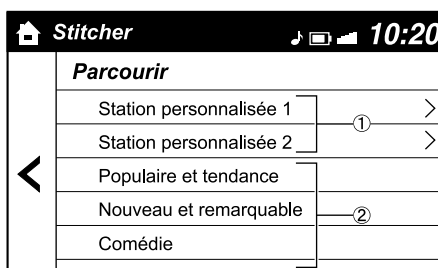 Stitcher 10:20
Parcourir
Station personnalisée 1
①
Station personnalisée 2
Populaire et tendance
Nouveau et remarquable
②
Comédie